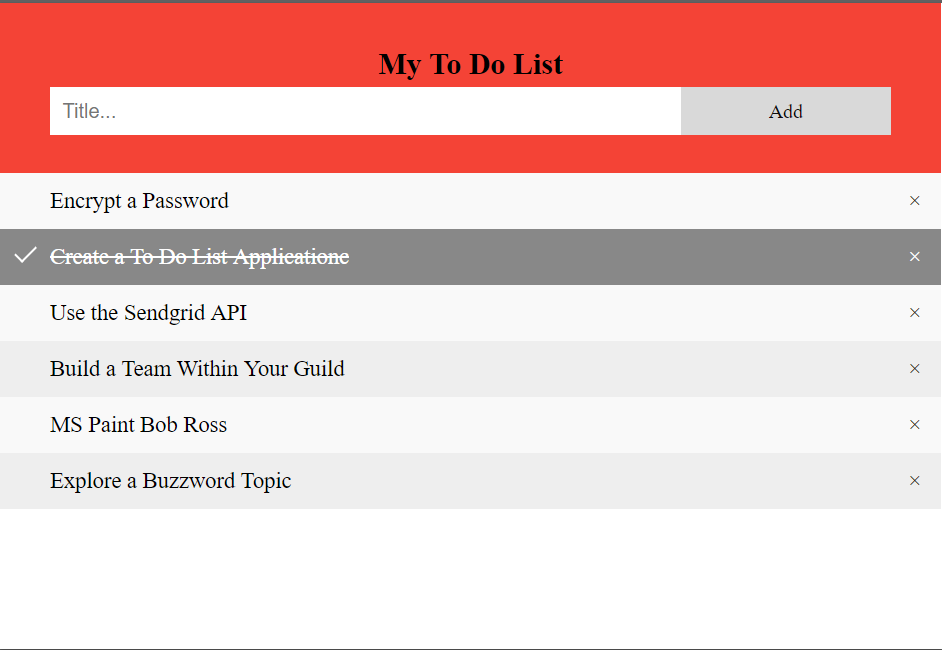 My To Do List
Title...
Add
Encrypt a Password
×
Create a To Do List Applicatione
×
Use the Sendgrid API
×
Build a Team Within Your Guild
×
MS Paint Bob Ross
×
Explore a Buzzword Topic
×